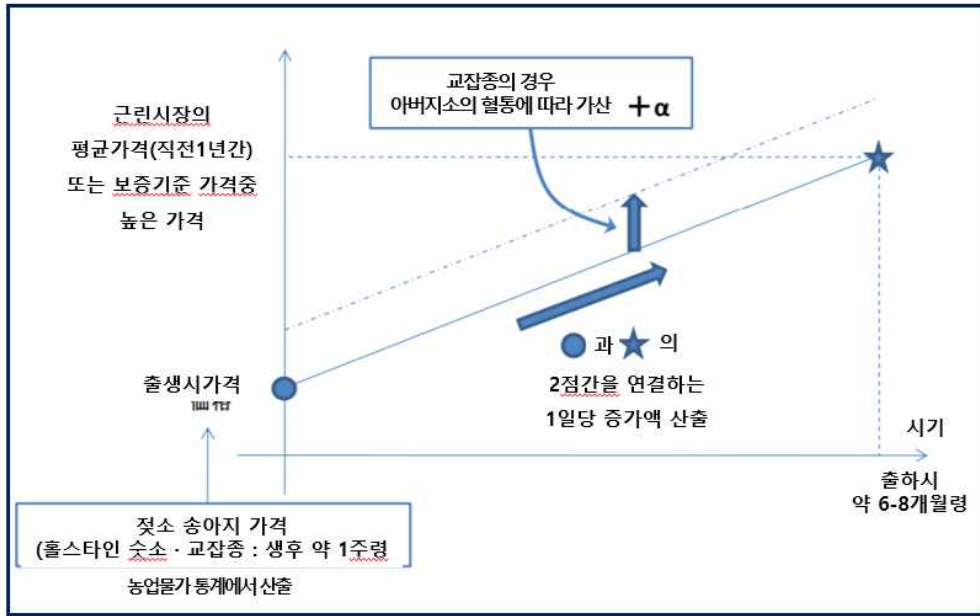 교잡종의 경우
아버지소의 혈통에 따라 가산 +α
근린시장의
평균가격(직전1년간)
또는 보증기준 가격중
높은 가격
출생시가격
과 의
2점간을 연결하는
1일당 증가액 산출
시기
출하시
약 6-8개월령
젖소 송아지 가격
(홀스타인 숫소 · 교잡종 : 생후 약 1주령
농업물가 통계에서 산출